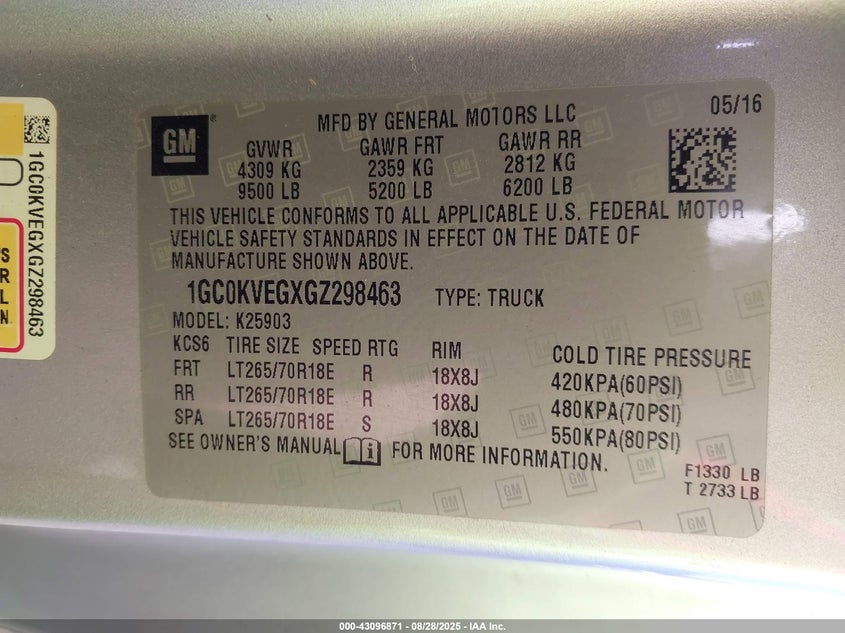 MFD BY GENERAL MOTORS LLC
05/16
GM
®
GVWR GAWR FRT GAWR RR
4309 KG 2359 KG 2812 KG
9500 LB 5200 LB 6200 LB
THIS VEHICLE CONFORMS TO ALL APPLICABLE U.S. FEDERAL MOTOR
VEHICLE SAFETY STANDARDS IN EFFECT ON THE DATE OF
MANUFACTURE SHOWN ABOVE.
1GC0KVEGXGZ298463 TYPE: TRUCK
MODEL: K25903
KCS6 TIRE SIZE SPEED RTG RIM COLD TIRE PRESSURE
FRT LT265/70R18E R 18X8J 420KPA(60PSI)
RR LT265/70R18E R 18X8J 480KPA(70PSI)
SPA LT265/70R18E S 18X8J 550KPA(80PSI)
SEE OWNER'S MANUAL FOR MORE INFORMATION.
F1330 LB
T 2733 LB
1GC0KVEGXGZ298463
S
R
L
N.
000-43096871 / 08/28/2025 - IAA Inc.